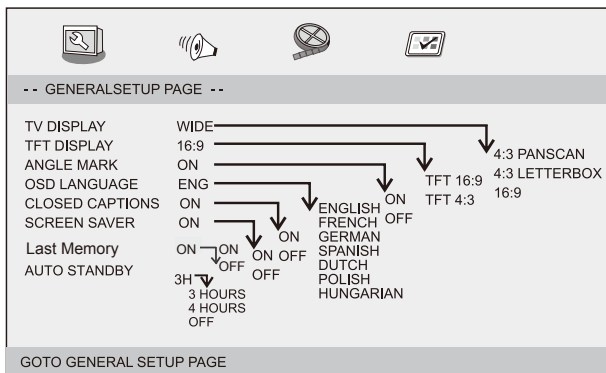 - - GENERALSETUP PAGE - -
TV DISPLAY WIDE
TFT DISPLAY 16:9
ANGLE MARK ON
OSD LANGUAGE ENG
CLOSED CAPTIONS ON
SCREEN SAVER ON
Last Memory ON
AUTO STANDBY 3H
4:3 PANSCAN
4:3 LETTERBOX
16:9
TFT 16:9
TFT 4:3
ON
OFF
ENGLISH
FRENCH
GERMAN
SPANISH
DUTCH
POLISH
HUNGARIAN
ON
OFF
ON
OFF
ON
OFF
3 HOURS
4 HOURS
OFF
GOTO GENERAL SETUP PAGE